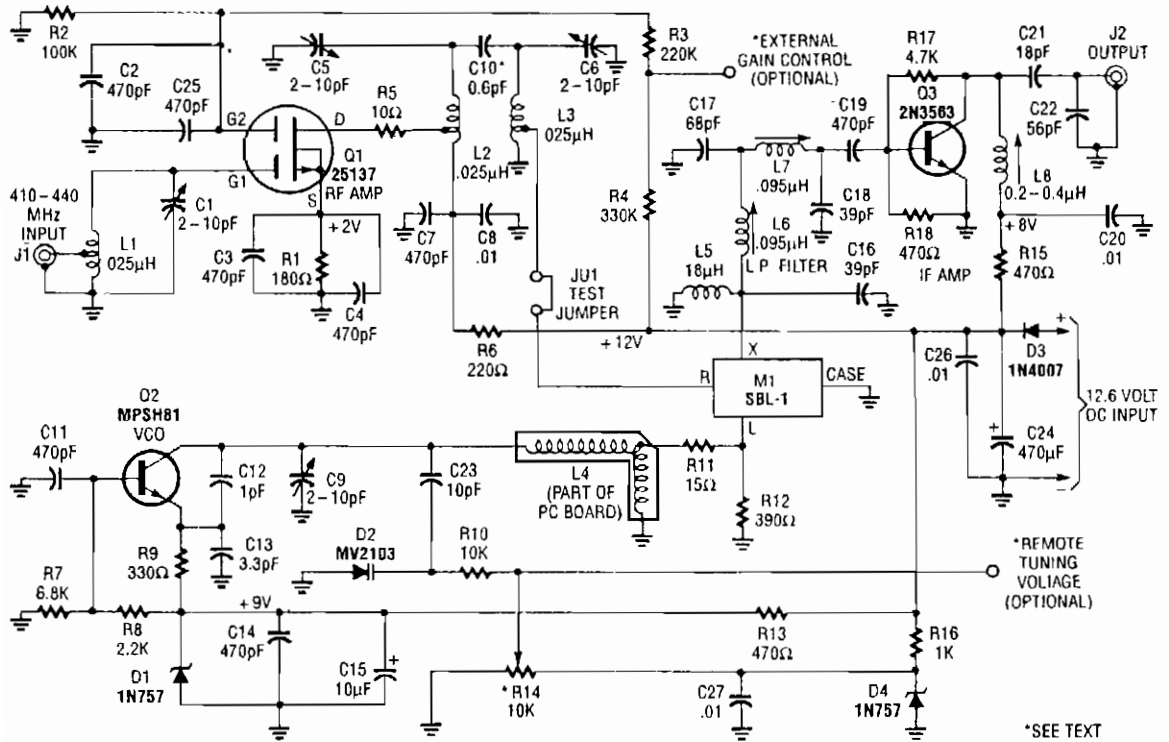 R2
100K
C2
470pF
C25
470pF
C5
2–10pF
C10*
0.6pF
C6
2–10pF
R3
220K
*EXTERNAL
GAIN CONTROL
(OPTIONAL)
R17
4.7K
C21
18pF
J2
OUTPUT
Q3
2N3563
C22
56pF
G2
D
R5
10Ω
L3
.025µH
C17
68pF
C19
470pF
Q1
25137
RF AMP
G1
S
L2
.025µH
L7
.095µH
C18
39pF
L8
0.2–0.4µH
410–440
MHz
INPUT
J1
L1
025µH
C1
2–10pF
+2V
C3
470pF
R1
180Ω
C4
470pF
C7
470pF
C8
.01
R4
330K
L6
.095µH
L P FILTER
L5
18µH
C16
39pF
R18
470Ω
IF AMP
+8V
R15
470Ω
C20
.01
JU1
TEST
JUMPER
R6
220Ω
+12V
X
R
M1
SBL-1
CASE
L
C26
.01
D3
1N4007
+
12.6 VOLT
DC INPUT
+
C24
470µF
–
Q2
MPSH81
VCO
C11
470pF
C12
1pF
C9
2–10pF
C23
10pF
L4
(PART OF
PC BOARD)
R11
15Ω
R12
390Ω
R9
330Ω
C13
3.3pF
D2
MV2103
R10
10K
*REMOTE
TUNING
VOLTAGE
(OPTIONAL)
R7
6.8K
R8
2.2K
+9V
C14
470pF
+
C15
10µF
D1
1N757
R13
470Ω
R16
1K
*R14
10K
C27
.01
D4
1N757
*SEE TEXT